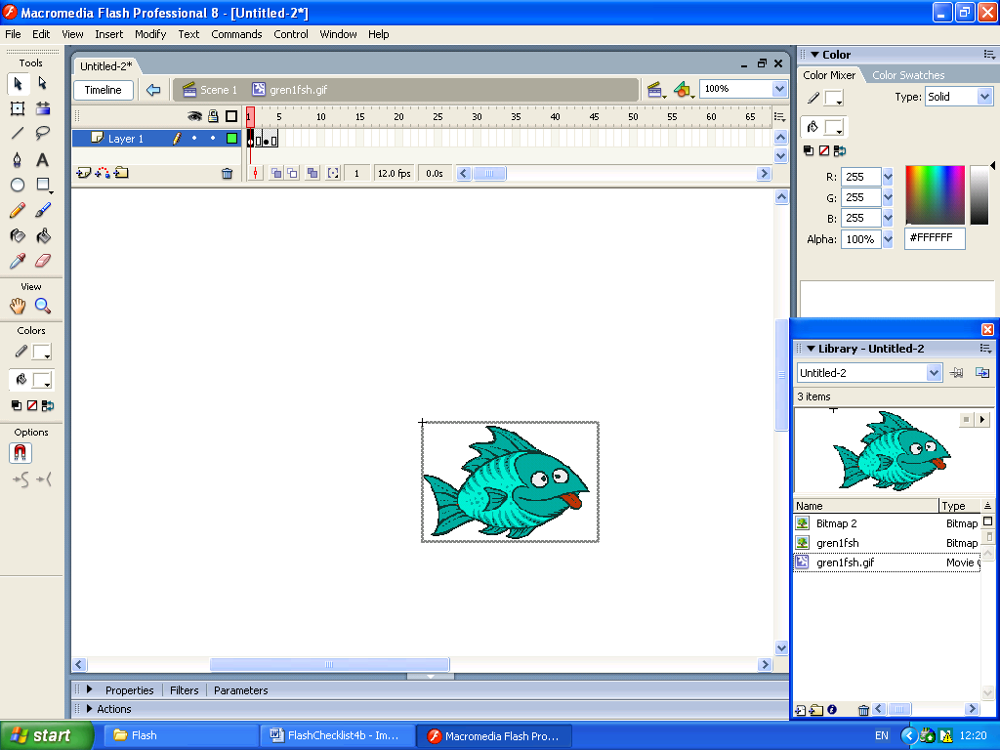 Macromedia Flash Professional 8 - [Untitled-2*]
File Edit View Insert Modify Text Commands Control Window Help
Tools
View
Colors
Options
Untitled-2*
Timeline Scene 1 gren1fsh.gif 100%
1 5 10 15 20 25 30 35 40 45 50 55 60 65
Layer 1
1 12.0 fps 0.0s
Color
Color Mixer Color Swatches
Type: Solid
R: 255
G: 255
B: 255
Alpha: 100% #FFFFFF
Library - Untitled-2
Untitled-2
3 items
Name Type
Bitmap 2 Bitmap
gren1fsh Bitmap
gren1fsh.gif Movie
Properties Filters Parameters
Actions
start Flash FlashChecklist4b - Im... Macromedia Flash Pro... EN 12:20